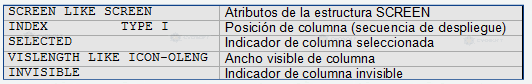 SCREEN LIKE SCREEN Atributos de la estructura SCREEN
INDEX TYPE I Posición de columna (secuencia de despliegue)
SELECTED Indicador de columna seleccionada
VISLENGTH LIKE ICON-OLENG Ancho visible de columna
INVISIBLE Indicador de columna invisible